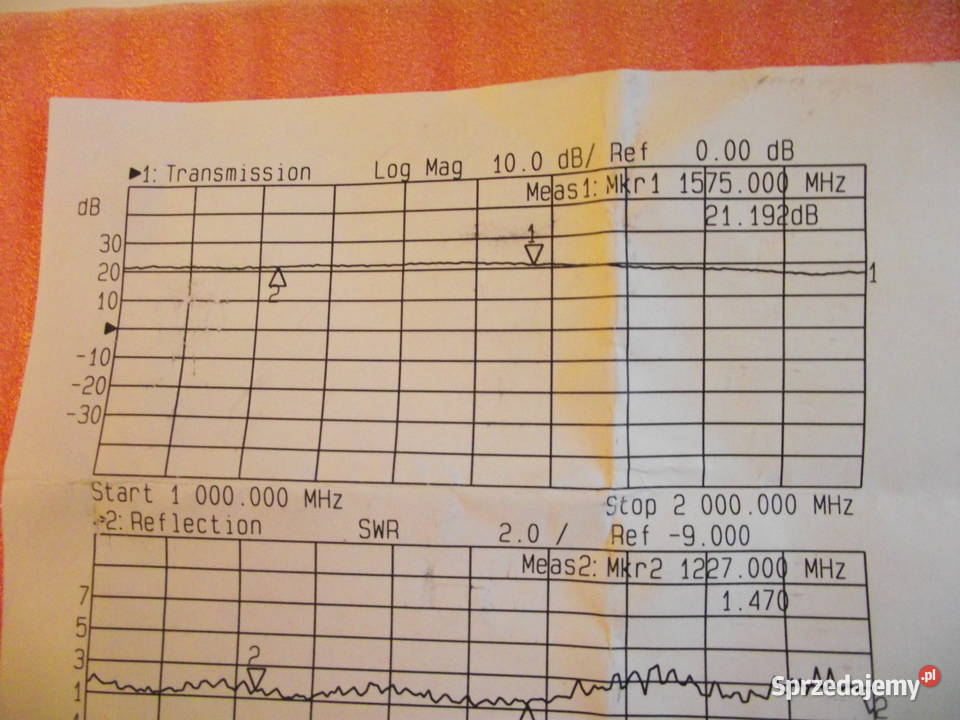 ►1: Transmission Log Mag 10.0 dB/ Ref 0.00 dB
dB Meas1: Mkr1 1575.000 MHz
21.192dB
30
1
20
1
2
10
-10
-20
-30
Start 1 000.000 MHz Stop 2 000.000 MHz
2: Reflection SWR 2.0 / Ref -9.000
Meas2: Mkr2 1227.000 MHz
7 1.470
5
3
2
1
2
Sprzedajemy.pl